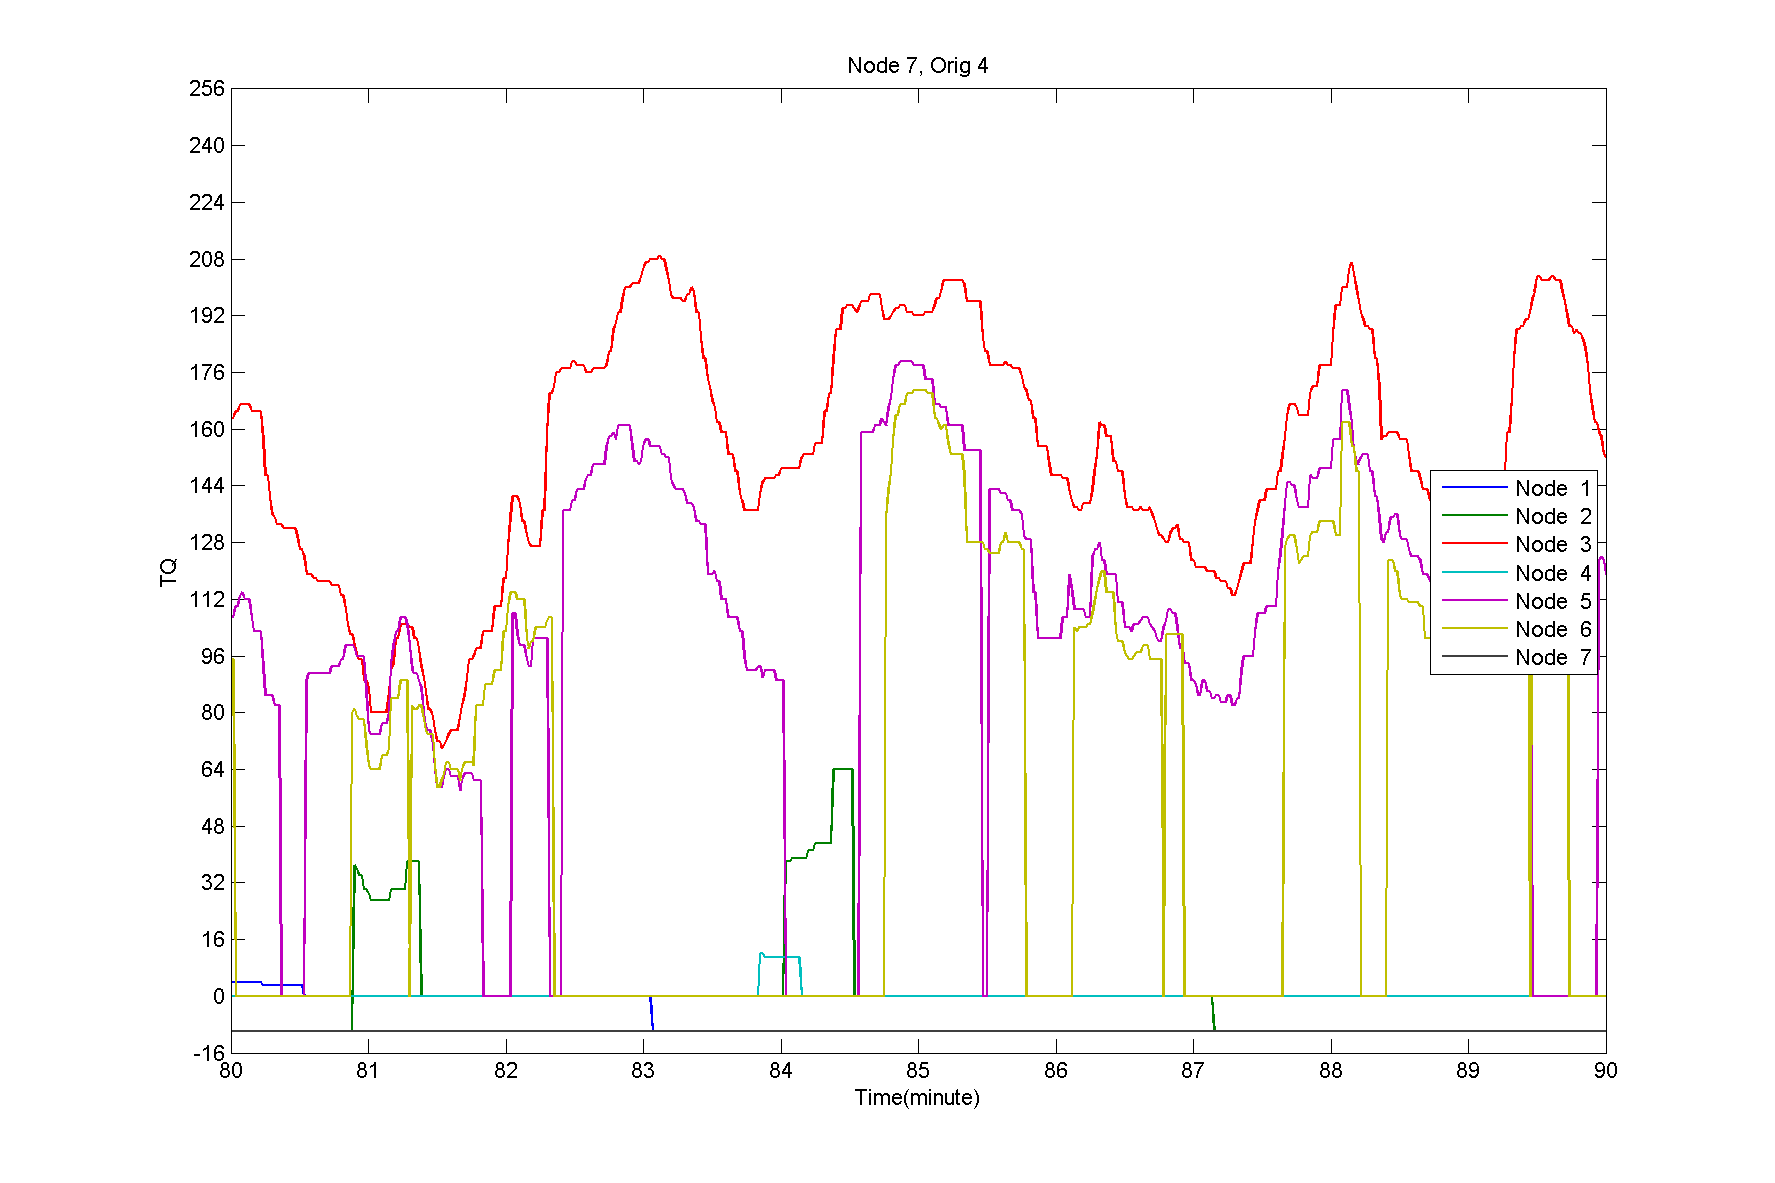 Node 7, Orig 4
256
240
224
208
192
176
160
144
128
112
96
80
64
48
32
16
0
-16
TQ
Node 1
Node 2
Node 3
Node 4
Node 5
Node 6
Node 7
80 81 82 83 84 85 86 87 88 89 90
Time(minute)